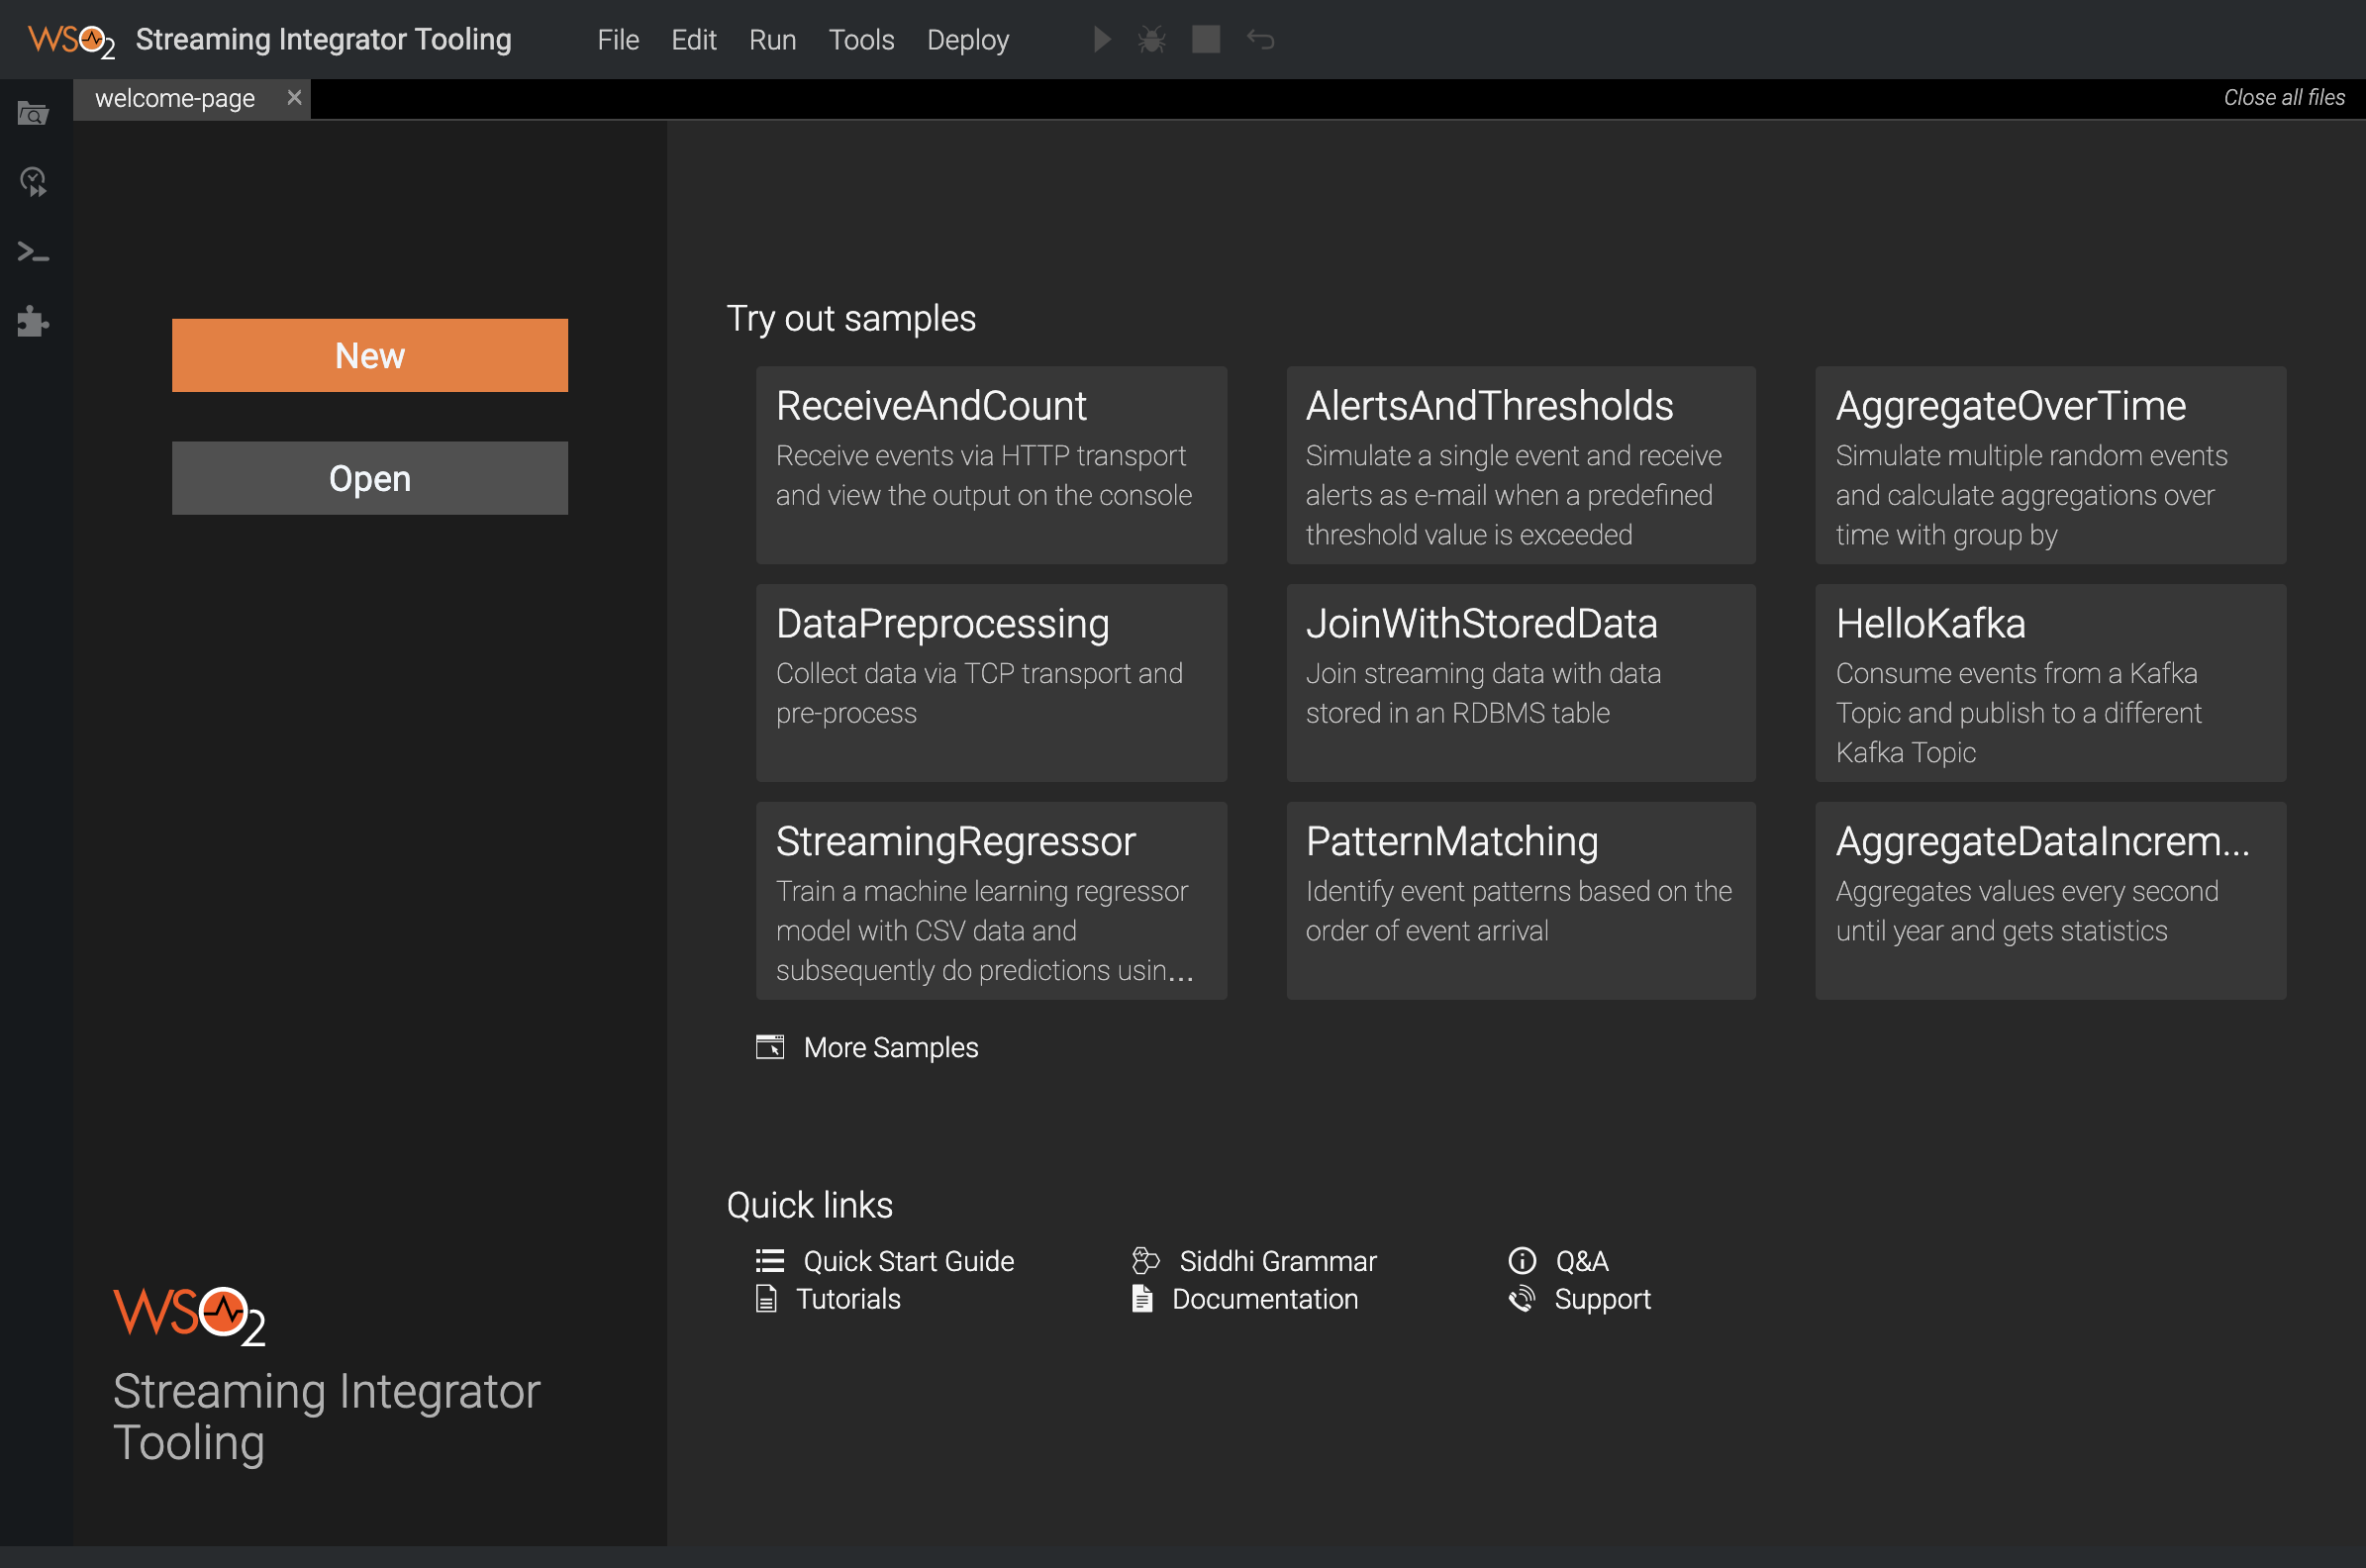 WSO2 Streaming Integrator Tooling File Edit Run Tools Deploy
welcome-page Close all files
New
Open
Try out samples
ReceiveAndCount
Receive events via HTTP transport
and view the output on the console
AlertsAndThresholds
Simulate a single event and receive
alerts as e-mail when a predefined
threshold value is exceeded
AggregateOverTime
Simulate multiple random events
and calculate aggregations over
time with group by
DataPreprocessing
Collect data via TCP transport and
pre-process
JoinWithStoredData
Join streaming data with data
stored in an RDBMS table
HelloKafka
Consume events from a Kafka
Topic and publish to a different
Kafka Topic
StreamingRegressor
Train a machine learning regressor
model with CSV data and
subsequently do predictions usin...
PatternMatching
Identify event patterns based on the
order of event arrival
AggregateDataIncrem...
Aggregates values every second
until year and gets statistics
More Samples
Quick links
Quick Start Guide Siddhi Grammar Q&A
Tutorials Documentation Support
WSO2
Streaming Integrator
Tooling